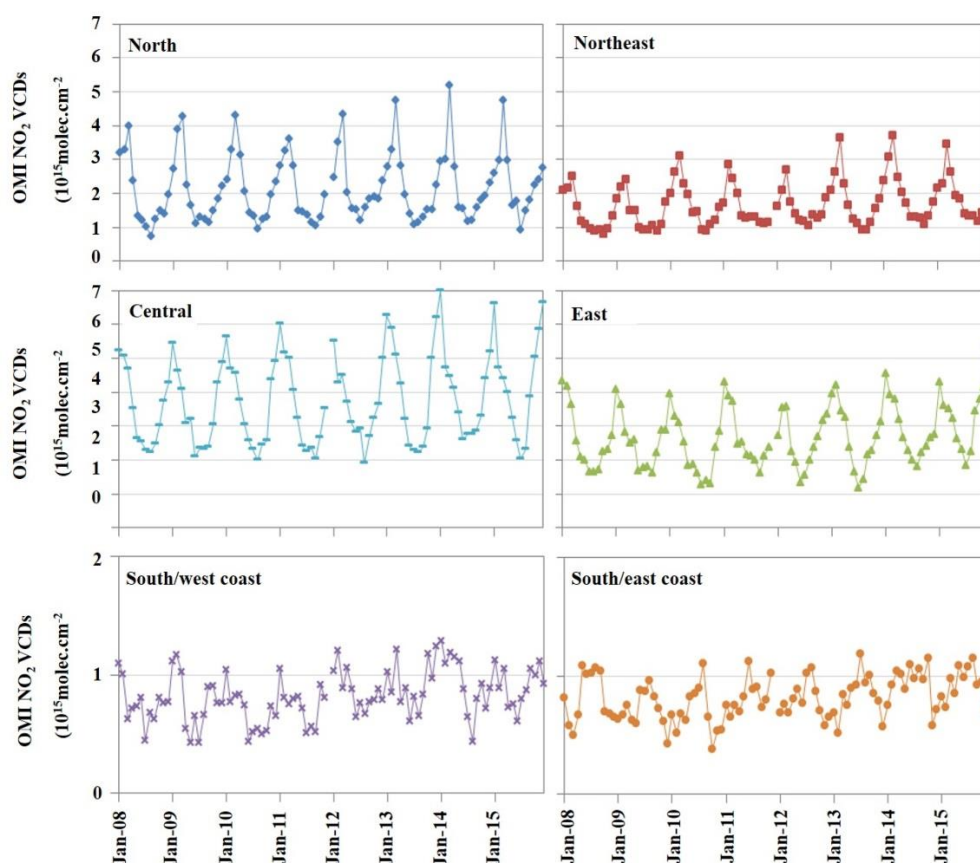 7
6
5
4
3
2
1
0
OMI NO₂ VCDs
(10¹⁵molec.cm⁻²)
North
Northeast
7
6
5
4
3
2
1
0
OMI NO₂ VCDs
(10¹⁵molec.cm⁻²)
Central
East
2
1
0
OMI NO₂ VCDs
(10¹⁵molec.cm⁻²)
South/west coast
South/east coast
Jan-08
Jan-09
Jan-10
Jan-11
Jan-12
Jan-13
Jan-14
Jan-15
Jan-08
Jan-09
Jan-10
Jan-11
Jan-12
Jan-13
Jan-14
Jan-15